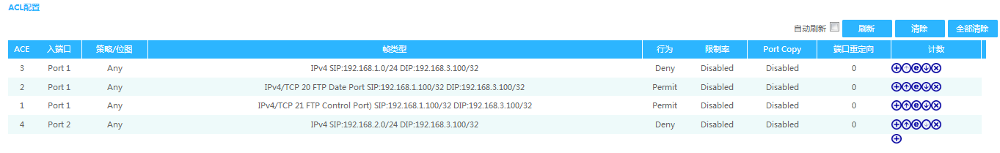 ACL配置
自动刷新 刷新 清除 全部清除
ACE 入端口 策略/位图 帧类型 行为 限制率 Port Copy 端口重定向 计数
3 Port 1 Any IPv4 SIP:192.168.1.0/24 DIP:192.168.3.100/32 Deny Disabled Disabled 0
2 Port 1 Any IPv4/TCP 20 FTP Date Port SIP:192.168.1.100/32 DIP:192.168.3.100/32 Permit Disabled Disabled 0
1 Port 1 Any IPv4/TCP 21 FTP Control Port) SIP:192.168.1.100/32 DIP:192.168.3.100/32 Permit Disabled Disabled 0
4 Port 2 Any IPv4 SIP:192.168.2.0/24 DIP:192.168.3.100/32 Deny Disabled Disabled 0